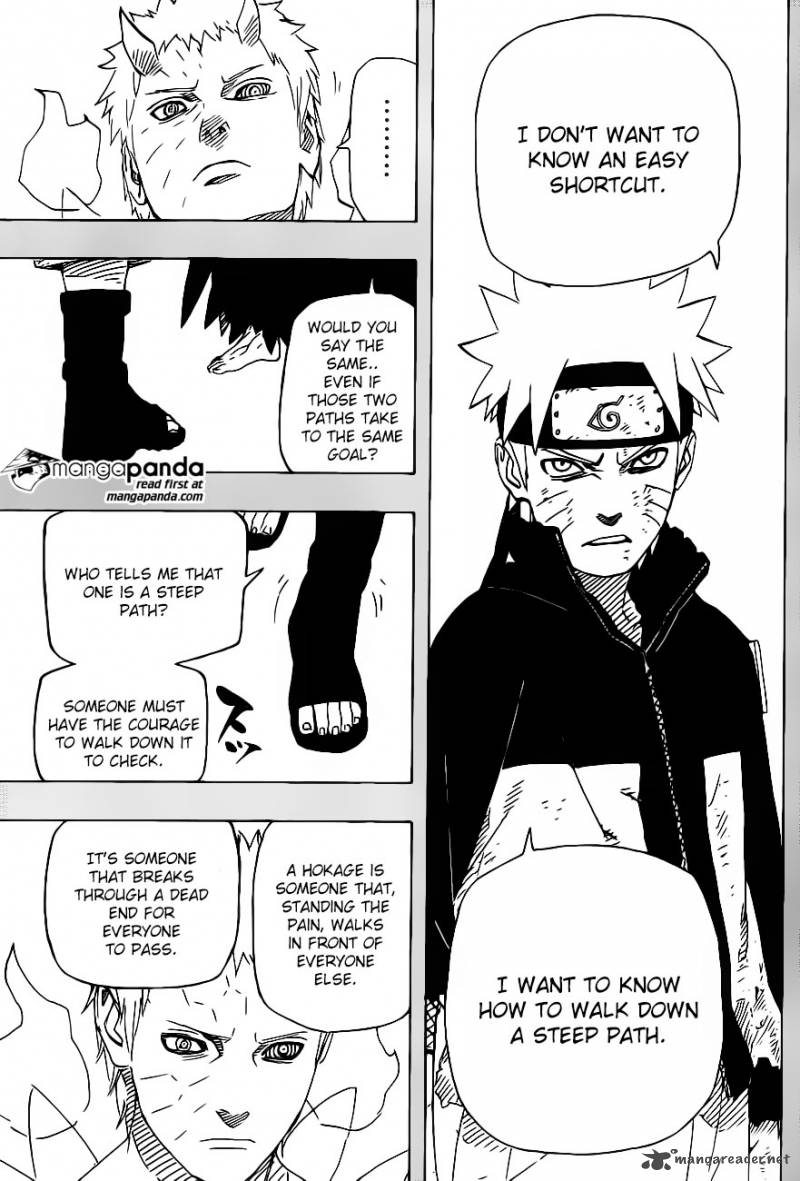 I DON'T WANT TO
KNOW AN EASY
SHORTCUT.
I WANT TO KNOW
HOW TO WALK DOWN
A STEEP PATH.
........
WOULD YOU
SAY THE
SAME..
EVEN IF
THOSE TWO
PATHS TAKE
TO THE SAME
GOAL?
mangapanda
read first at
mangapanda.com
WHO TELLS ME THAT
ONE IS A STEEP
PATH?
SOMEONE MUST
HAVE THE COURAGE
TO WALK DOWN IT
TO CHECK.
ズッ
A HOKAGE IS
SOMEONE THAT,
STANDING THE
PAIN, WALKS
IN FRONT OF
EVERYONE
ELSE.
IT'S SOMEONE
THAT BREAKS
THROUGH A DEAD
END FOR
EVERYONE
TO PASS.
mangareader.net